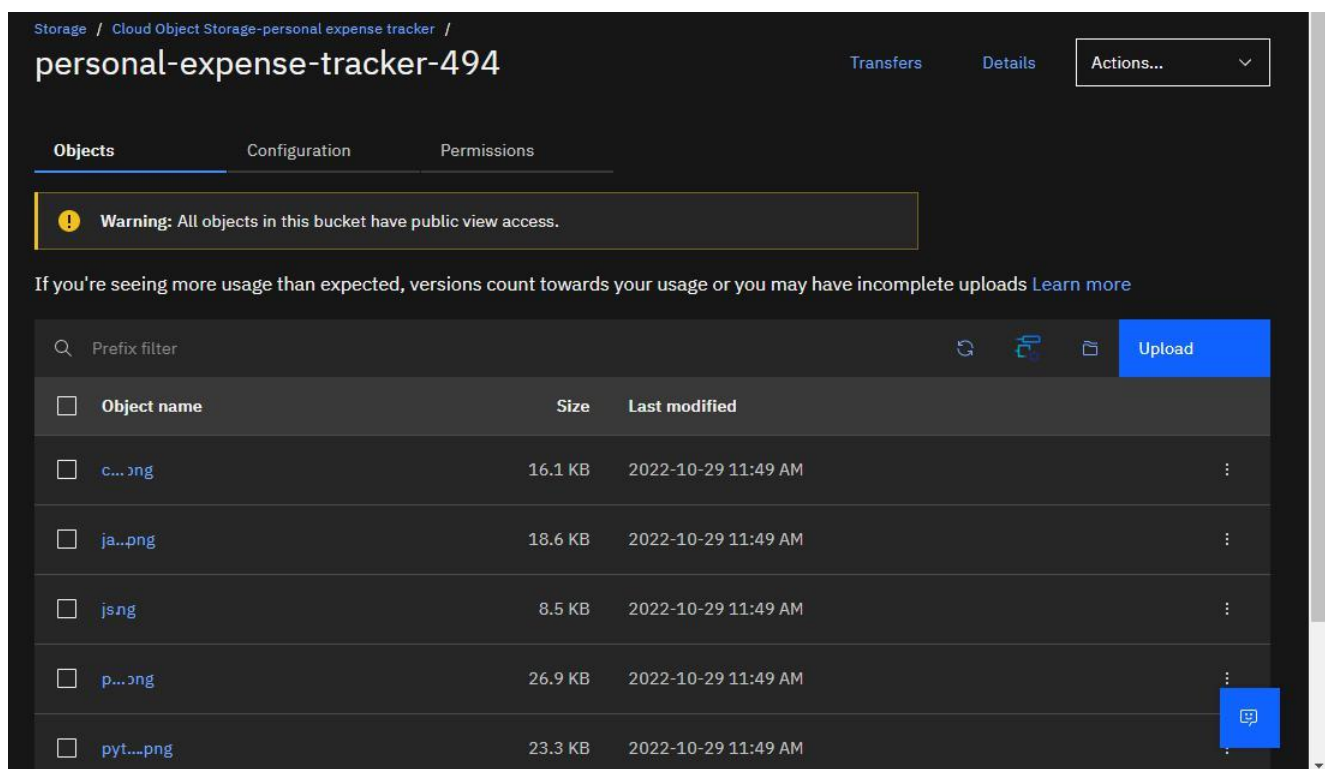 Storage / Cloud Object Storage-personal expense tracker /
personal-expense-tracker-494
Transfers Details Actions...
Objects Configuration Permissions
Warning: All objects in this bucket have public view access.
If you're seeing more usage than expected, versions count towards your usage or you may have incomplete uploads Learn more
Prefix filter Upload
Object name Size Last modified
c... png 16.1 KB 2022-10-29 11:49 AM
ja...png 18.6 KB 2022-10-29 11:49 AM
js.ng 8.5 KB 2022-10-29 11:49 AM
p... png 26.9 KB 2022-10-29 11:49 AM
pyt....png 23.3 KB 2022-10-29 11:49 AM